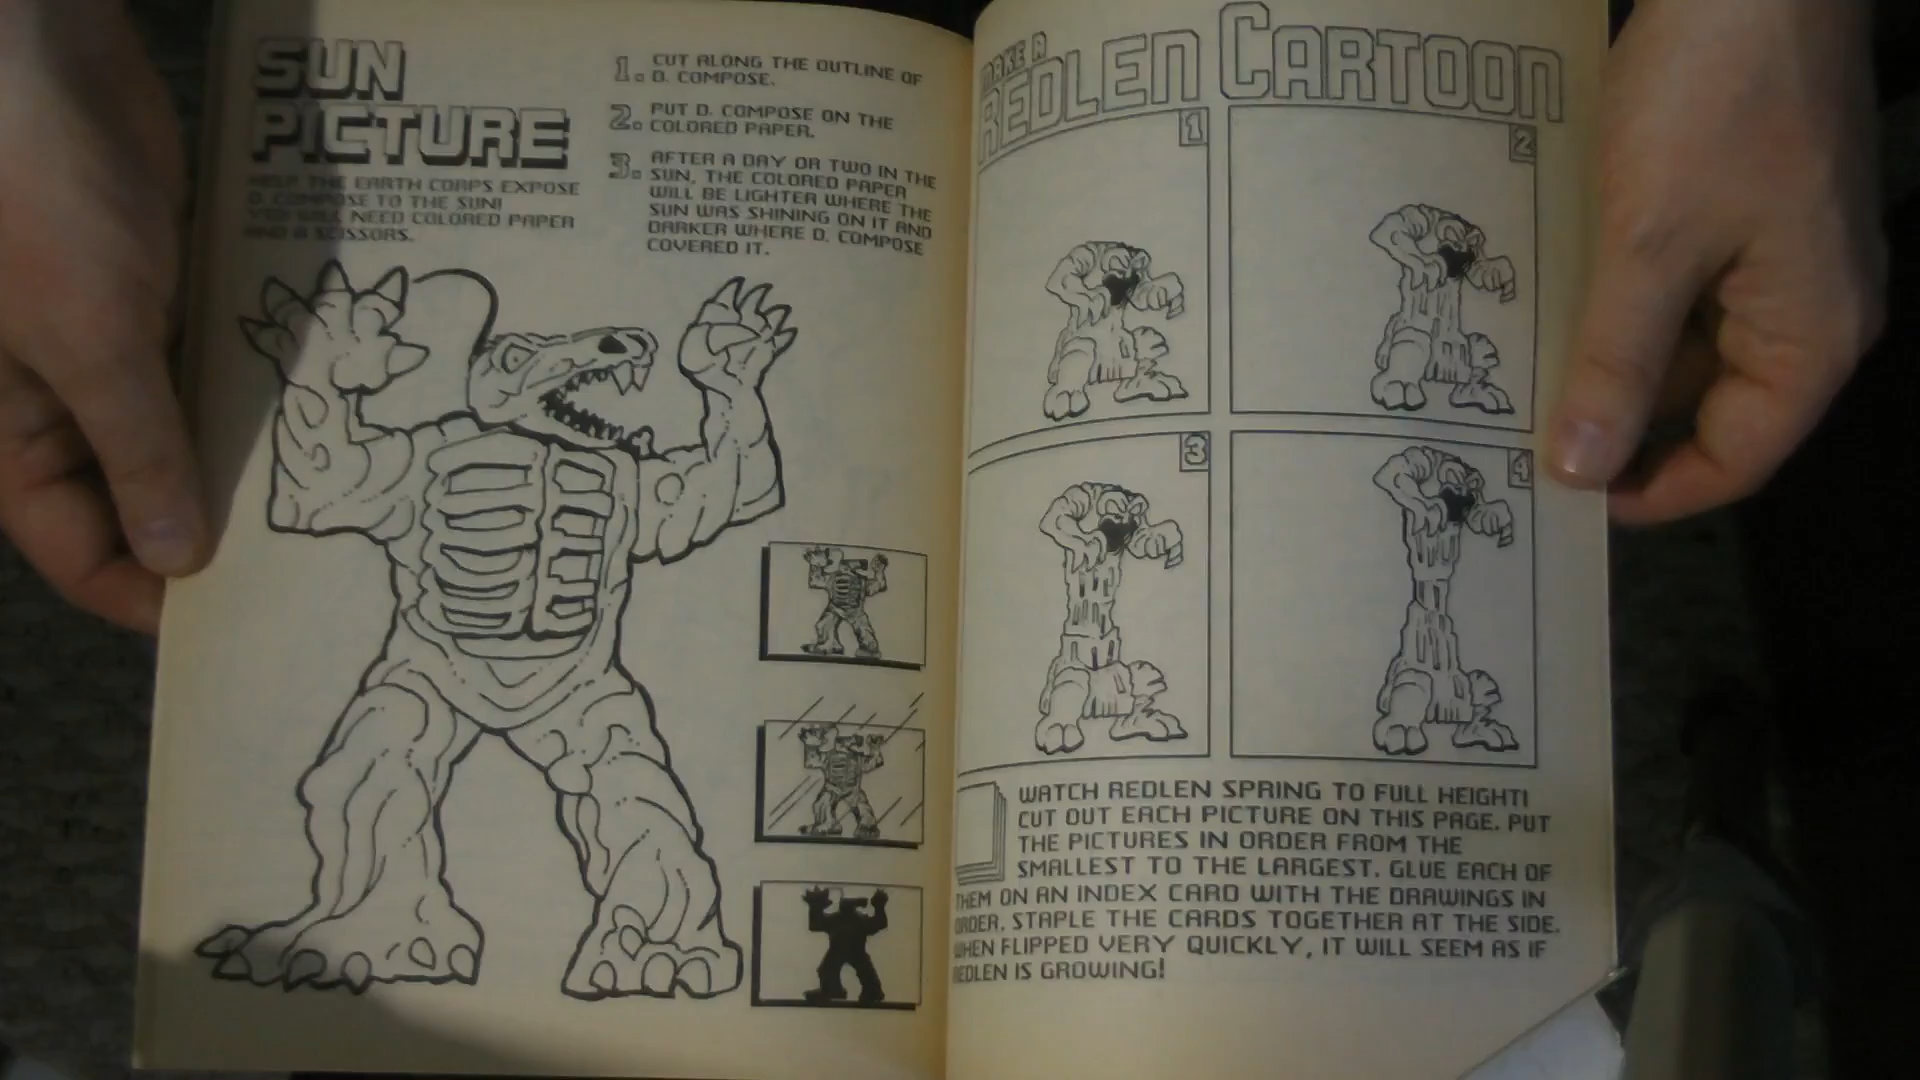 SUN
PICTURE
HELP THE EARTH CORPS EXPOSE
D. COMPOSE TO THE SUN!
YOU WILL NEED COLORED PAPER
AND A SCISSORS.
1. CUT ALONG THE OUTLINE OF
D. COMPOSE.
2. PUT D. COMPOSE ON THE
COLORED PAPER.
3. AFTER A DAY OR TWO IN THE
SUN, THE COLORED PAPER
WILL BE LIGHTER WHERE THE
SUN WAS SHINING ON IT AND
DARKER WHERE D. COMPOSE
COVERED IT.
MAKE A
REDLEN CARTOON
1
2
3
4
WATCH REDLEN SPRING TO FULL HEIGHT!
CUT OUT EACH PICTURE ON THIS PAGE. PUT
THE PICTURES IN ORDER FROM THE
SMALLEST TO THE LARGEST. GLUE EACH OF
THEM ON AN INDEX CARD WITH THE DRAWINGS IN
ORDER. STAPLE THE CARDS TOGETHER AT THE SIDE.
WHEN FLIPPED VERY QUICKLY, IT WILL SEEM AS IF
REDLEN IS GROWING!